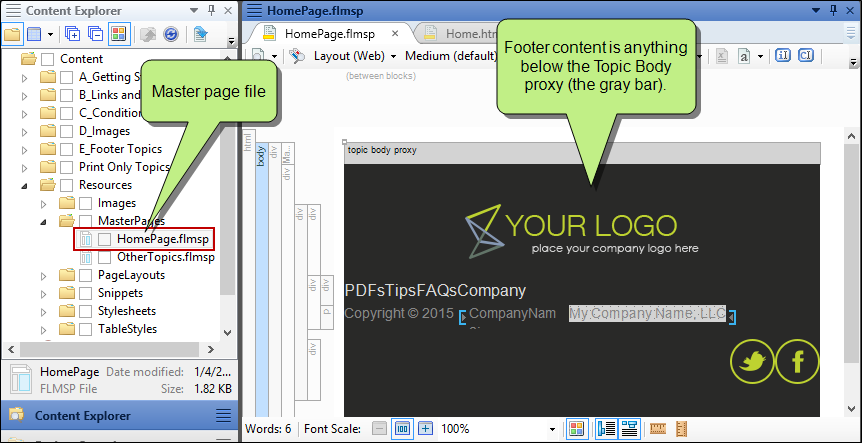 Content Explorer
Content
A_Getting S
B_Links and
C_Condition
D_Images
E_Footer Topics
Print Only Topics
Resources
Images
MasterPages
HomePage.flmsp
OtherTopics.flmsp
PageLayouts
Snippets
Stylesheets
TableStyles
HomePage Date modified: 1/4/2...
FLMSP File Size: 1.82 KB
Content Explorer
Master page file
HomePage.flmsp
HomePage.flmsp
Home.htm
Layout (Web)
Medium (default)
(between blocks)
Footer content is anything
below the Topic Body
proxy (the gray bar).
html
body
div
Ma...
div
div
div
div
div
p
div
topic body proxy
YOUR LOGO
place your company logo here
PDFsTipsFAQsCompany
Copyright © 2015 CompanyNam My Company Name, LLC
Words: 6 Font Scale: 100 100%